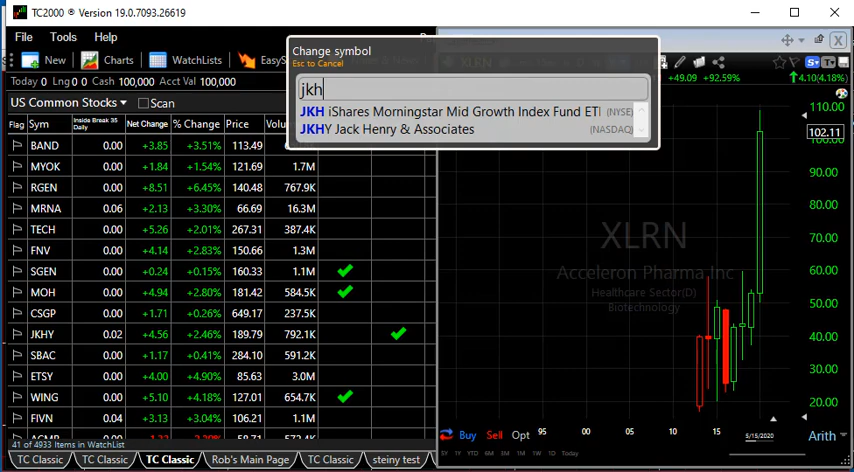 TC2000 ® Version 19.0.7093.26619
File Tools Help
New Charts WatchLists EasyS
Change symbol
Esc to Cancel
jkh
JKH iShares Morningstar Mid Growth Index Fund ETI (NYSE)
JKHY Jack Henry & Associates (NASDAQ)
Today 0 Lng 0 0 Cash 100,000 Acct Val 100,000
US Common Stocks Scan
Flag Sym Inside Break 35 Daily Net Change % Change Price Volu
BAND 0.00 +3.85 +3.51% 113.49
MYOK 0.00 +1.84 +1.54% 121.69 1.7M
RGEN 0.00 +8.51 +6.45% 140.48 767.9K
MRNA 0.06 +2.13 +3.30% 66.69 16.3M
TECH 0.00 +5.26 +2.01% 267.31 387.4K
FNV 0.00 +4.14 +2.83% 150.66 1.3M
SGEN 0.00 +0.24 +0.15% 160.33 1.1M
MOH 0.00 +4.94 +2.80% 181.42 584.5K
CSGP 0.00 +1.71 +0.26% 649.17 237.5K
JKHY 0.02 +4.56 +2.46% 189.79 792.1K
SBAC 0.00 +1.17 +0.41% 284.10 591.2K
ETSY 0.00 +4.00 +4.90% 85.63 3.0M
WING 0.00 +5.10 +4.18% 127.01 654.7K
FIVN 0.04 +3.13 +3.04% 106.21 1.1M
41 of 4933 Items in WatchList
TC Classic TC Classic TC Classic Rob's Main Page TC Classic steiny test
XLRN
+49.09 +92.59%
4.10(4.18%)
110.00
102.11
90.00
80.00
70.00
60.00
50.00
40.00
30.00
20.00
XLRN
Acceleron Pharma Inc
Healthcare Sector(D)
Biotechnology
Buy Sell Opt 95 00 05 10 15 5/15/2020 Arith
5Y 1Y YTD 6M 3M 1M 1W 1D Today